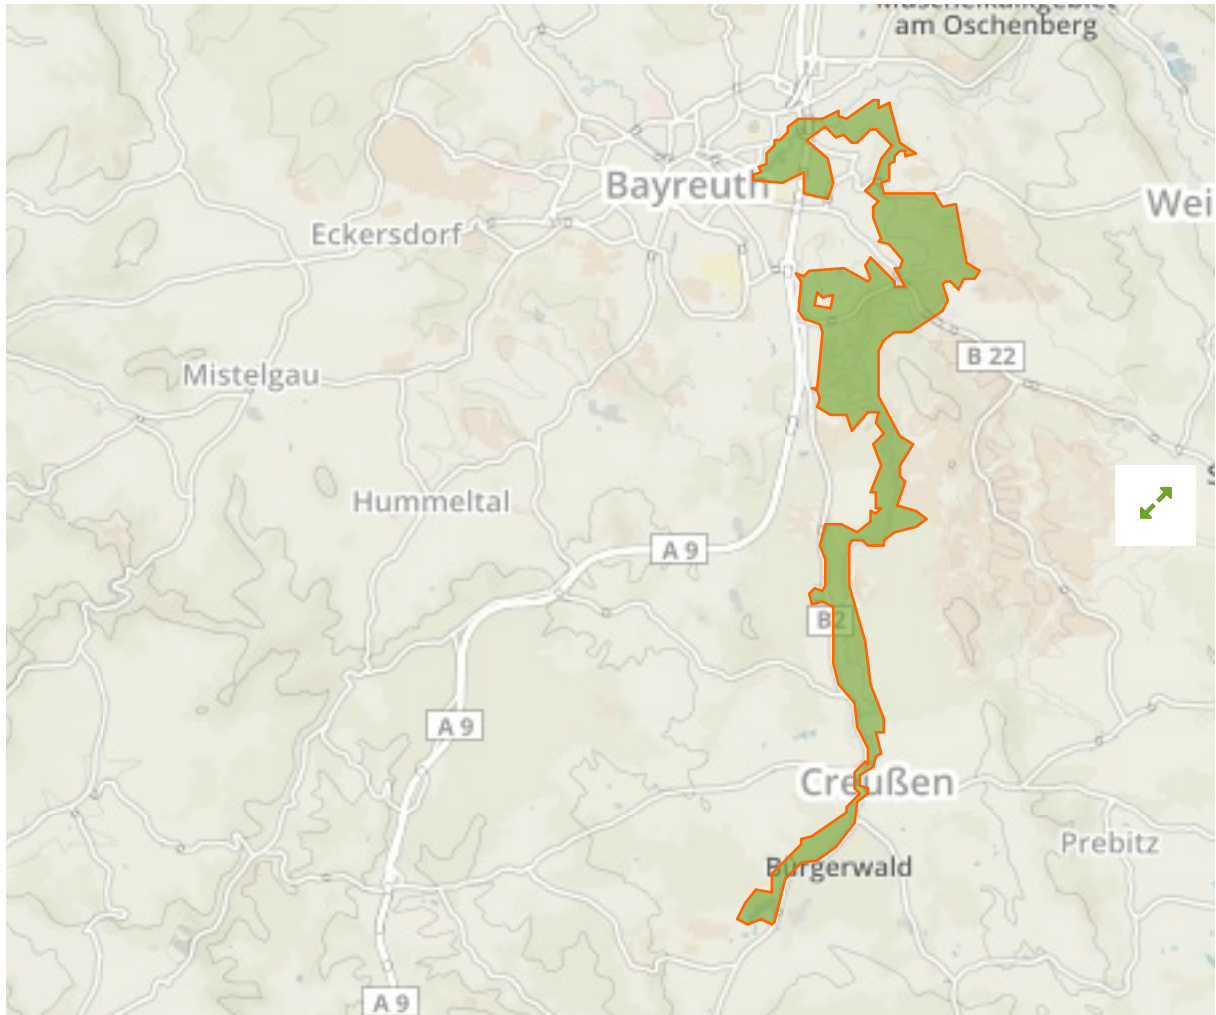 am Oschenberg
Bayreuth
Wei
Eckersdorf
B 22
Mistelgau
Hummeltal
A 9
B2
A 9
Creußen
Prebitz
Bürgerwald
A 9